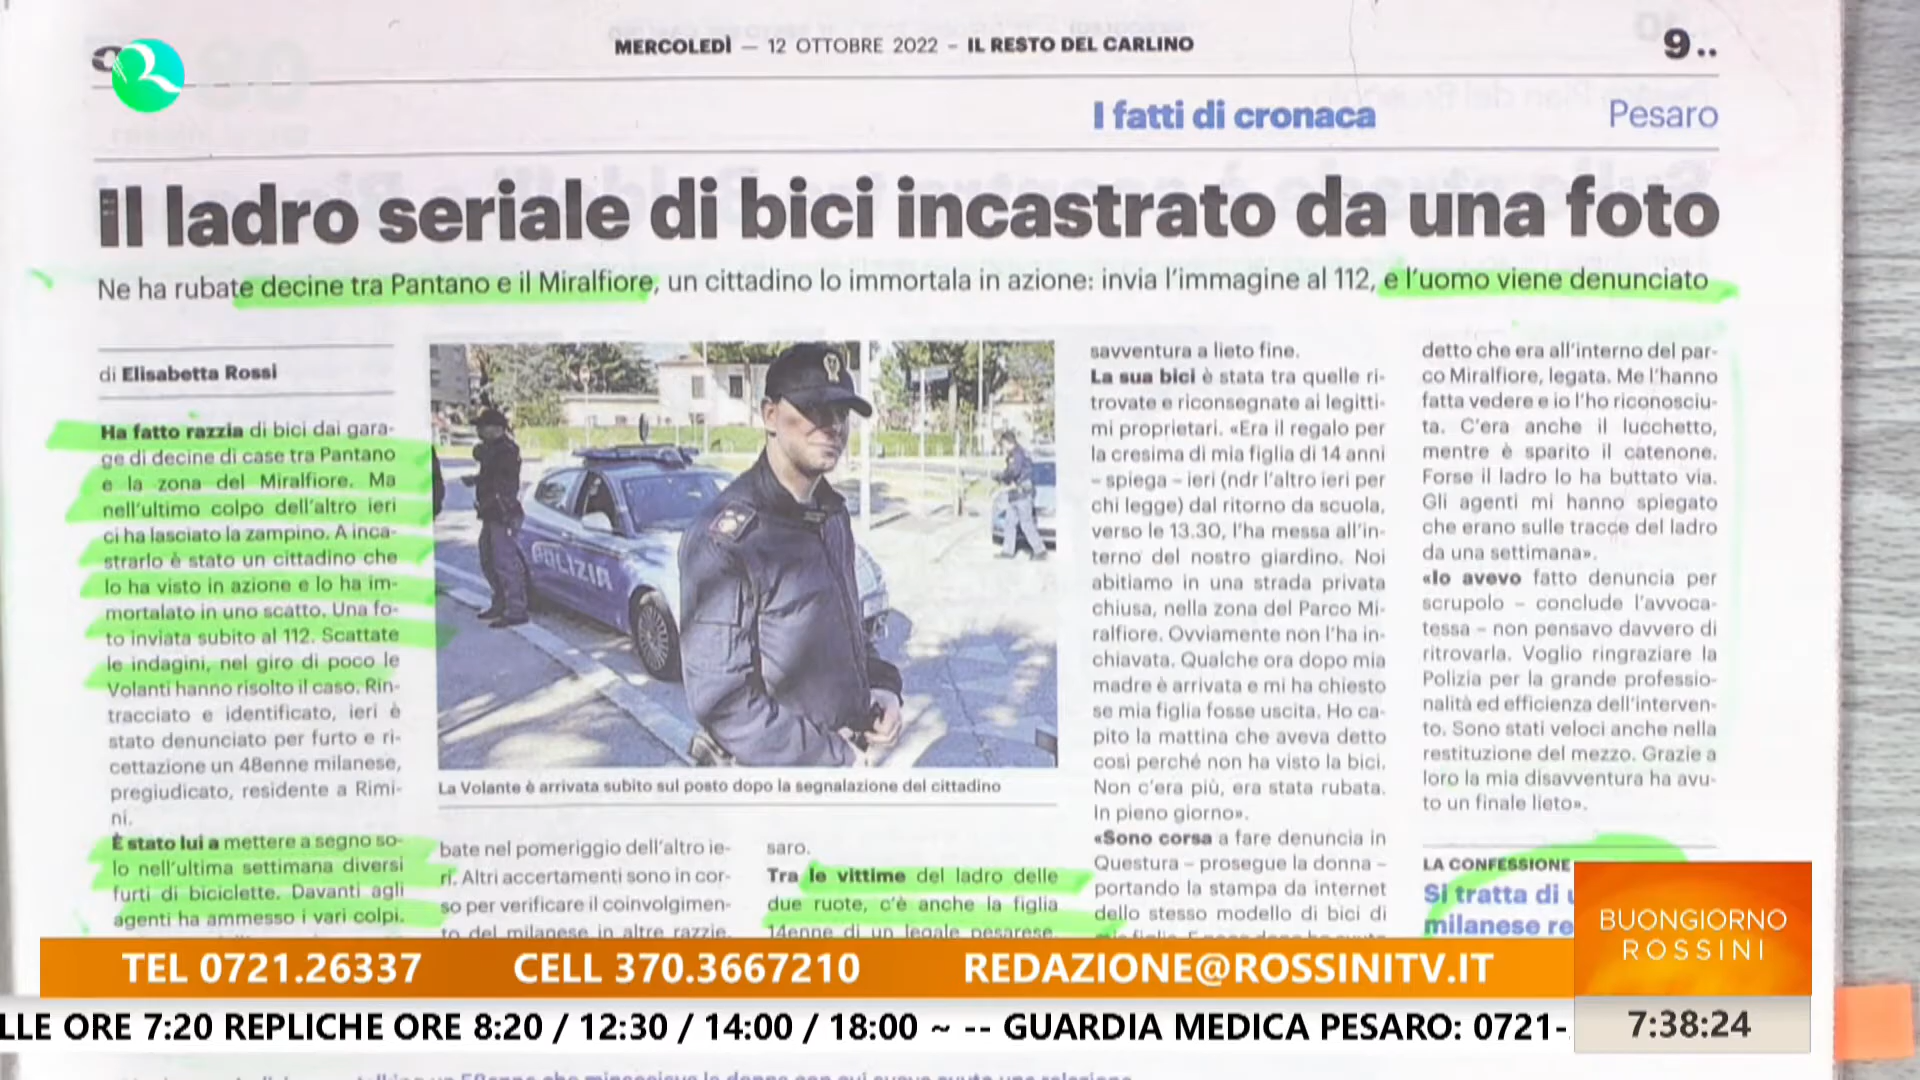 MERCOLEDÌ — 12 OTTOBRE 2022 – IL RESTO DEL CARLINO
9..
I fatti di cronaca
Pesaro
Il ladro seriale di bici incastrato da una foto
Ne ha rubate decine tra Pantano e il Miralfiore, un cittadino lo immortala in azione: invia l'immagine al 112, e l'uomo viene denunciato
di Elisabetta Rossi
Ha fatto razzia di bici dai gara-
ge di decine di case tra Pantano
e la zona del Miralfiore. Ma
nell'ultimo colpo dell'altro ieri
ci ha lasciato la zampino. A inca-
strarlo è stato un cittadino che
lo ha visto in azione e lo ha im-
mortalato in uno scatto. Una fo-
to inviata subito al 112. Scattate
le indagini, nel giro di poco le
Volanti hanno risolto il caso. Rin-
tracciato e identificato, ieri è
stato denunciato per furto e ri-
cettazione un 48enne milanese,
pregiudicato, residente a Rimi-
ni.
È stato lui a mettere a segno so-
lo nell'ultima settimana diversi
furti di biciclette. Davanti agli
agenti ha ammesso i vari colpi.
POLIZIA
La Volante è arrivata subito sul posto dopo la segnalazione del cittadino
bate nel pomeriggio dell'altro ie-
ri. Altri accertamenti sono in cor-
so per verificare il coinvolgimen-
to del milanese in altre razzie.
saro.
Tra le vittime del ladro delle
due ruote, c'è anche la figlia
14enne di un legale pesarese.
savventura a lieto fine.
La sua bici è stata tra quelle ri-
trovate e riconsegnate ai legitti-
mi proprietari. «Era il regalo per
la cresima di mia figlia di 14 anni
– spiega – ieri (ndr l'altro ieri per
chi legge) dal ritorno da scuola,
verso le 13.30, l'ha messa all'in-
terno del nostro giardino. Noi
abitiamo in una strada privata
chiusa, nella zona del Parco Mi-
ralfiore. Ovviamente non l'ha in-
chiavata. Qualche ora dopo mia
madre è arrivata e mi ha chiesto
se mia figlia fosse uscita. Ho ca-
pito la mattina che aveva detto
così perché non ha visto la bici.
Non c'era più, era stata rubata.
In pieno giorno».
«Sono corsa a fare denuncia in
Questura – prosegue la donna –
portando la stampa da internet
dello stesso modello di bici di
detto che era all'interno del par-
co Miralfiore, legata. Me l'hanno
fatta vedere e io l'ho riconosciu-
ta. C'era anche il lucchetto,
mentre è sparito il catenone.
Forse il ladro lo ha buttato via.
Gli agenti mi hanno spiegato
che erano sulle tracce del ladro
da una settimana».
«Io avevo fatto denuncia per
scrupolo – conclude l'avvoca-
tessa – non pensavo davvero di
ritrovarla. Voglio ringraziare la
Polizia per la grande professio-
nalità ed efficienza dell'interven-
to. Sono stati veloci anche nella
restituzione del mezzo. Grazie a
loro la mia disavventura ha avu-
to un finale lieto».
LA CONFESSIONE
Si tratta di
milanese re
BUONGIORNO
ROSSINI
TEL 0721.26337 CELL 370.3667210 REDAZIONE@ROSSINITV.IT
LLE ORE 7:20 REPLICHE ORE 8:20 / 12:30 / 14:00 / 18:00 ~ -- GUARDIA MEDICA PESARO: 0721-
7:38:24